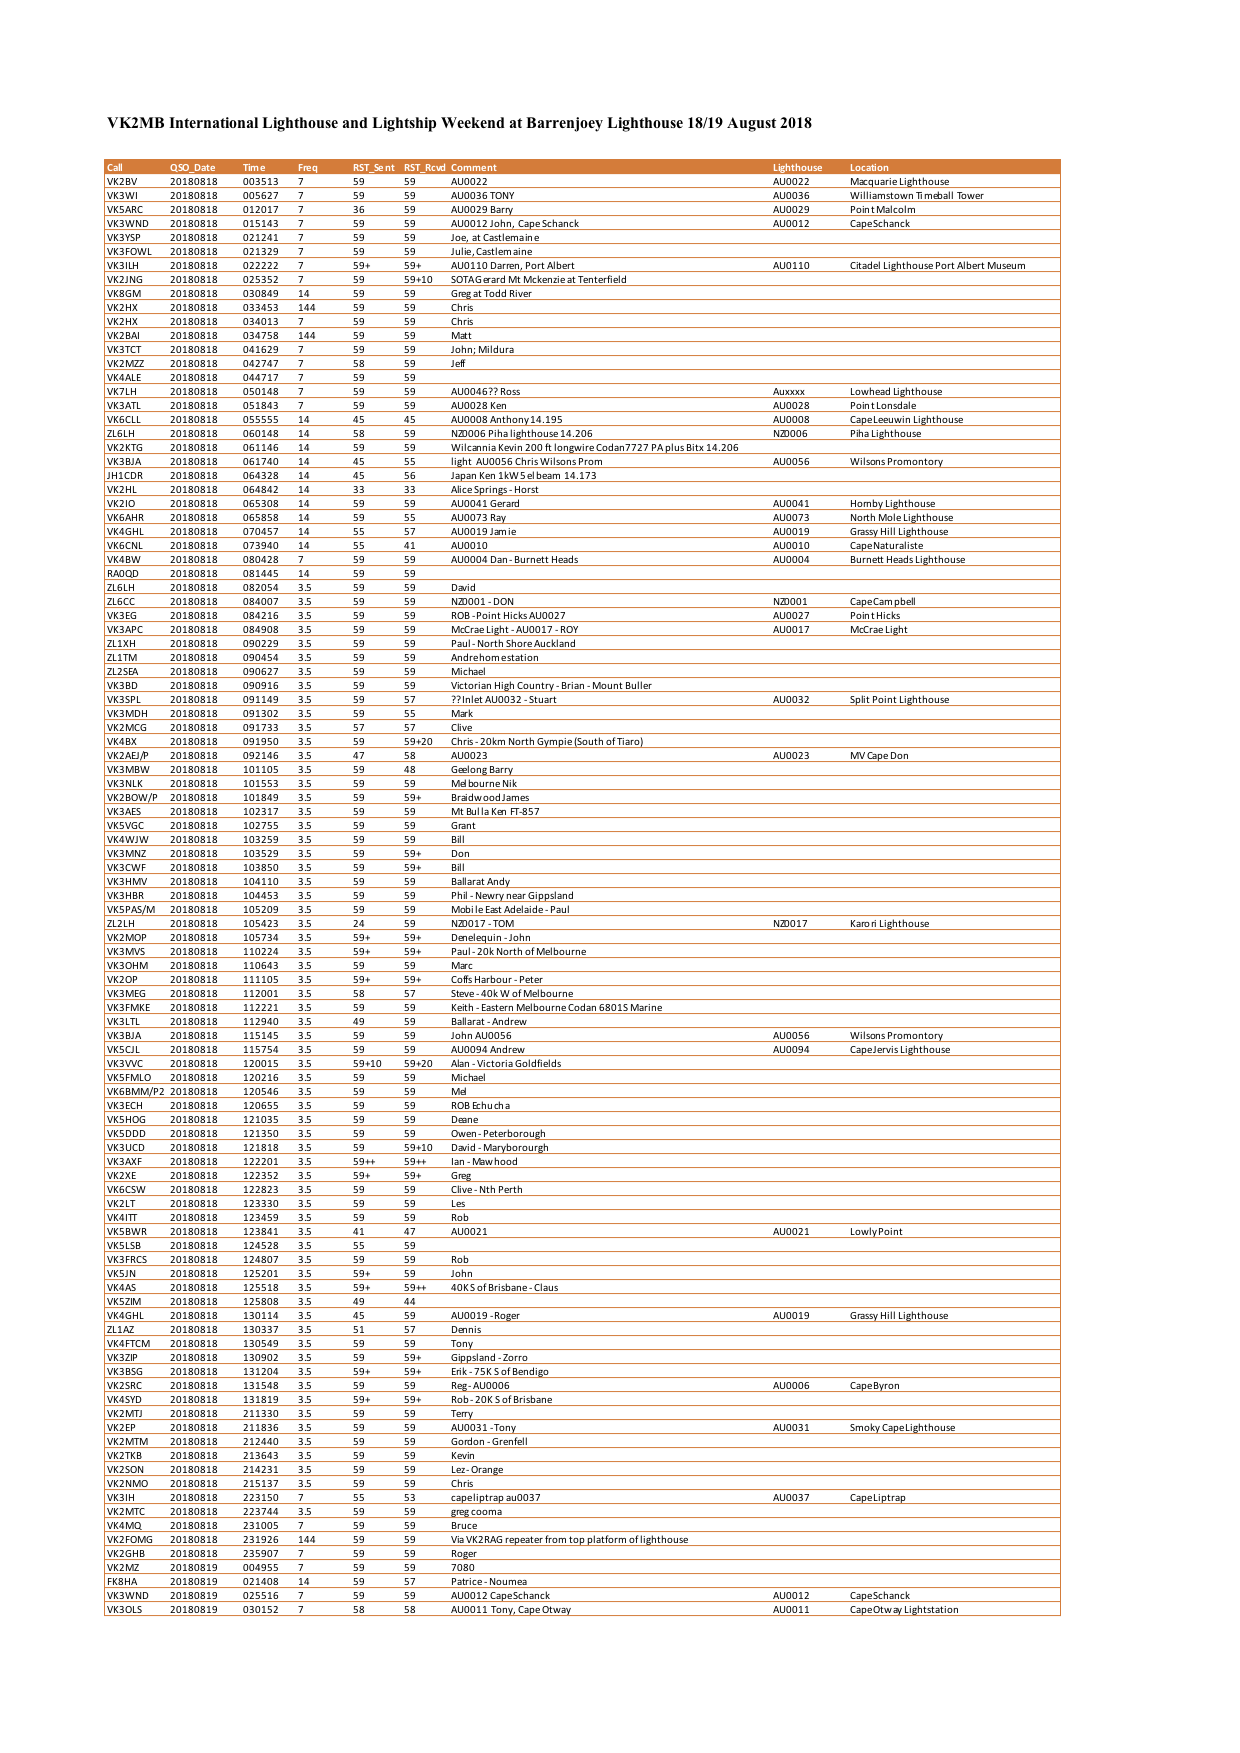 VK2MB International Lighthouse and Lightship Weekend at Barrenjoey Lighthouse 18/19 August 2018
Call QSO_Date Time Freq RST_Sent RST_Rcvd Comment Lighthouse Location
VK2BV 20180818 003513 7 59 59 AU0022 AU0022 Macquarie Lighthouse
VK3WI 20180818 005627 7 59 59 AU0036 TONY AU0036 Williamstown Timeball Tower
VK5ARC 20180818 012017 7 36 59 AU0029 Barry AU0029 Point Malcolm
VK3WND 20180818 015143 7 59 59 AU0012 John, Cape Schanck AU0012 Cape Schanck
VK3YSP 20180818 021241 7 59 59 Joe, at Castlemaine
VK3FOWL 20180818 021329 7 59 59 Julie, Castlemaine
VK3ILH 20180818 022222 7 59+ 59+ AU0110 Darren, Port Albert AU0110 Citadel Lighthouse Port Albert Museum
VK2JNG 20180818 025352 7 59 59+10 SOTA Gerard Mt Mckenzie at Tenterfield
VK8GM 20180818 030849 14 59 59 Greg at Todd River
VK2HX 20180818 033453 144 59 59 Chris
VK2HX 20180818 034013 7 59 59 Chris
VK2BAI 20180818 034758 144 59 59 Matt
VK3TCT 20180818 041629 7 59 59 John; Mildura
VK2MZZ 20180818 042747 7 58 59 Jeff
VK4ALE 20180818 044717 7 59 59
VK7LH 20180818 050148 7 59 59 AU0046?? Ross Auxxxx Lowhead Lighthouse
VK3ATL 20180818 051843 7 59 59 AU0028 Ken AU0028 Point Lonsdale
VK6CLL 20180818 055555 14 45 45 AU0008 Anthony 14.195 AU0008 Cape Leeuwin Lighthouse
ZL6LH 20180818 060148 14 58 59 NZ0006 Piha lighthouse 14.206 NZ0006 Piha Lighthouse
VK2KTG 20180818 061146 14 59 59 Wilcannia Kevin 200 ft longwire Codan 7727 PA plus Bitx 14.206
VK3BJA 20180818 061740 14 45 55 light AU0056 Chris Wilsons Prom AU0056 Wilsons Promontory
JH1CDR 20180818 064328 14 45 56 Japan Ken 1kW 5 el beam 14.173
VK2HL 20180818 064842 14 33 33 Alice Springs - Horst
VK2IO 20180818 065308 14 59 59 AU0041 Gerard AU0041 Hornby Lighthouse
VK6AHR 20180818 065858 14 59 55 AU0073 Ray AU0073 North Mole Lighthouse
VK4GHL 20180818 070457 14 55 57 AU0019 Jamie AU0019 Grassy Hill Lighthouse
VK6CNL 20180818 073940 14 55 41 AU0010 AU0010 Cape Naturaliste
VK4BW 20180818 080428 7 59 59 AU0004 Dan - Burnett Heads AU0004 Burnett Heads Lighthouse
RA0QD 20180818 081445 14 59 59
ZL6LH 20180818 082054 3.5 59 59 David
ZL6CC 20180818 084007 3.5 59 59 NZ0001 - DON NZ0001 Cape Campbell
VK3EG 20180818 084216 3.5 59 59 ROB - Point Hicks AU0027 AU0027 Point Hicks
VK3APC 20180818 084908 3.5 59 59 McCrae Light - AU0017 - ROY AU0017 McCrae Light
ZL1XH 20180818 090229 3.5 59 59 Paul - North Shore Auckland
ZL1TM 20180818 090454 3.5 59 59 Andre homestation
ZL2SEA 20180818 090627 3.5 59 59 Michael
VK3BD 20180818 090916 3.5 59 59 Victorian High Country - Brian - Mount Buller
VK3SPL 20180818 091149 3.5 59 57 ?? Inlet AU0032 - Stuart AU0032 Split Point Lighthouse
VK3MDH 20180818 091302 3.5 59 55 Mark
VK2MCG 20180818 091733 3.5 57 57 Clive
VK4BX 20180818 091950 3.5 59 59+20 Chris - 20km North Gympie (South of Tiaro)
VK2AEJ/P 20180818 092146 3.5 47 58 AU0023 AU0023 MV Cape Don
VK3MBW 20180818 101105 3.5 59 48 Geelong Barry
VK3NLK 20180818 101553 3.5 59 59 Melbourne Nik
VK2BOW/P 20180818 101849 3.5 59 59+ Braidwood James
VK3AES 20180818 102317 3.5 59 59 Mt Bulla Ken FT-857
VK5VGC 20180818 102755 3.5 59 59 Grant
VK4WJW 20180818 103259 3.5 59 59 Bill
VK3MNZ 20180818 103529 3.5 59 59+ Don
VK3CWF 20180818 103850 3.5 59 59+ Bill
VK3HMV 20180818 104110 3.5 59 59 Ballarat Andy
VK3HBR 20180818 104453 3.5 59 59 Phil - Newry near Gippsland
VK5PAS/M 20180818 105209 3.5 59 59 Mobile East Adelaide - Paul
ZL2LH 20180818 105423 3.5 24 59 NZ0017 - TOM NZ0017 Karori Lighthouse
VK2MOP 20180818 105734 3.5 59+ 59+ Denelequin - John
VK3MVS 20180818 110224 3.5 59+ 59+ Paul - 20k North of Melbourne
VK3OHM 20180818 110643 3.5 59 59 Marc
VK2OP 20180818 111105 3.5 59+ 59+ Coffs Harbour - Peter
VK3MEG 20180818 112001 3.5 58 57 Steve - 40k W of Melbourne
VK3FMKE 20180818 112221 3.5 59 59 Keith - Eastern Melbourne Codan 6801S Marine
VK3LTL 20180818 112940 3.5 49 59 Ballarat - Andrew
VK3BJA 20180818 115145 3.5 59 59 John AU0056 AU0056 Wilsons Promontory
VK5CJL 20180818 115754 3.5 59 59 AU0094 Andrew AU0094 Cape Jervis Lighthouse
VK3VVC 20180818 120015 3.5 59+10 59+20 Alan - Victoria Goldfields
VK5FMLO 20180818 120216 3.5 59 59 Michael
VK6BMM/P2 20180818 120546 3.5 59 59 Mel
VK3ECH 20180818 120655 3.5 59 59 ROB Echucha
VK5HOG 20180818 121035 3.5 59 59 Deane
VK5DDD 20180818 121350 3.5 59 59 Owen - Peterborough
VK3UCD 20180818 121818 3.5 59 59+10 David - Maryborourgh
VK3AXF 20180818 122201 3.5 59++ 59++ Ian - Mawhood
VK2XE 20180818 122352 3.5 59+ 59+ Greg
VK6CSW 20180818 122823 3.5 59 59 Clive - Nth Perth
VK2LT 20180818 123330 3.5 59 59 Les
VK4ITT 20180818 123459 3.5 59 59 Rob
VK5BWR 20180818 123841 3.5 41 47 AU0021 AU0021 Lowly Point
VK5LSB 20180818 124528 3.5 55 59
VK3FRCS 20180818 124807 3.5 59 59 Rob
VK5JN 20180818 125201 3.5 59+ 59 John
VK4AS 20180818 125518 3.5 59+ 59++ 40K S of Brisbane - Claus
VK5ZIM 20180818 125808 3.5 49 44
VK4GHL 20180818 130114 3.5 45 59 AU0019 - Roger AU0019 Grassy Hill Lighthouse
ZL1AZ 20180818 130337 3.5 51 57 Dennis
VK4FTCM 20180818 130549 3.5 59 59 Tony
VK3ZIP 20180818 130902 3.5 59 59+ Gippsland - Zorro
VK3BSG 20180818 131204 3.5 59+ 59+ Erik - 75K S of Bendigo
VK2SRC 20180818 131548 3.5 59 59 Reg - AU0006 AU0006 Cape Byron
VK4SYD 20180818 131819 3.5 59+ 59+ Rob - 20K S of Brisbane
VK2MTJ 20180818 211330 3.5 59 59 Terry
VK2EP 20180818 211836 3.5 59 59 AU0031 - Tony AU0031 Smoky Cape Lighthouse
VK2MTM 20180818 212440 3.5 59 59 Gordon - Grenfell
VK2TKB 20180818 213643 3.5 59 59 Kevin
VK2SON 20180818 214231 3.5 59 59 Lez - Orange
VK2NMO 20180818 215137 3.5 59 59 Chris
VK3IH 20180818 223150 7 55 53 cape liptrap au0037 AU0037 Cape Liptrap
VK2MTC 20180818 223744 3.5 59 59 greg cooma
VK4MQ 20180818 231005 7 59 59 Bruce
VK2FOMG 20180818 231926 144 59 59 Via VK2RAG repeater from top platform of lighthouse
VK2GHB 20180818 235907 7 59 59 Roger
VK2MZ 20180819 004955 7 59 59 7080
FK8HA 20180819 021408 14 59 57 Patrice - Noumea
VK3WND 20180819 025516 7 59 59 AU0012 Cape Schanck AU0012 Cape Schanck
VK3OLS 20180819 030152 7 58 58 AU0011 Tony, Cape Otway AU0011 Cape Otway Lightstation